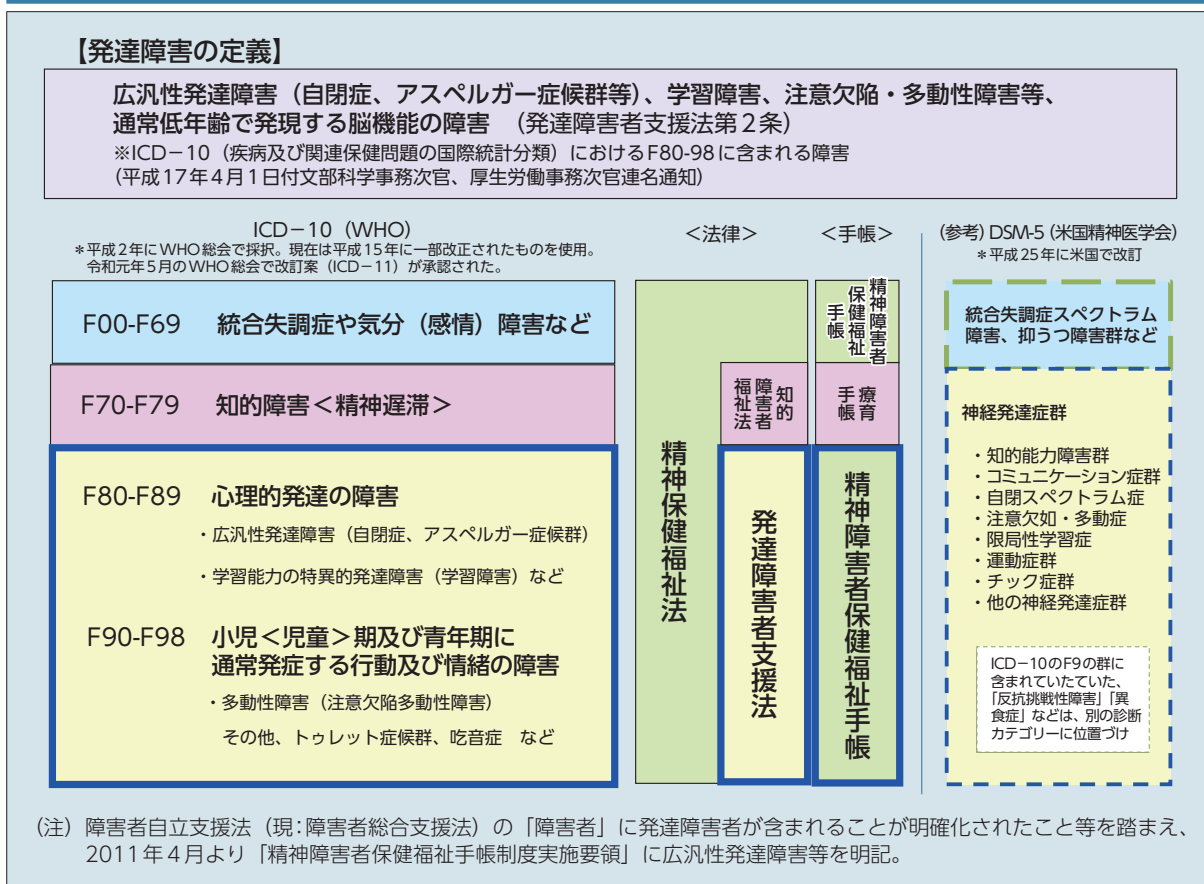 【発達障害の定義】
広汎性発達障害（自閉症、アスペルガー症候群等）、学習障害、注意欠陥・多動性障害等、
通常低年齢で発現する脳機能の障害　（発達障害者支援法第２条）
※ICD－10（疾病及び関連保健問題の国際統計分類）におけるF80-98に含まれる障害
（平成17年４月１日付文部科学事務次官、厚生労働事務次官連名通知）
ICD－10（WHO）
＊平成２年にWHO総会で採択。現在は平成15年に一部改正されたものを使用。
令和元年５月のWHO総会で改訂案（ICD－11）が承認された。
F00-F69　統合失調症や気分（感情）障害など
F70-F79　知的障害＜精神遅滞＞
F80-F89　心理的発達の障害
・広汎性発達障害（自閉症、アスペルガー症候群）
・学習能力の特異的発達障害（学習障害）など
F90-F98　小児＜児童＞期及び青年期に
通常発症する行動及び情緒の障害
・多動性障害（注意欠陥多動性障害）
その他、トゥレット症候群、吃音症　など
＜法律＞
精神保健福祉法
知的
障害者
福祉法
発達障害者支援法
＜手帳＞
精神障害者
保健福祉
手帳
療育
手帳
精神障害者保健福祉手帳
（参考）DSM-5（米国精神医学会）
＊平成25年に米国で改訂
統合失調症スペクトラム
障害、抑うつ障害群など
神経発達症群
・知的能力障害群
・コミュニケーション症群
・自閉スペクトラム症
・注意欠如・多動症
・限局性学習症
・運動症群
・チック症群
・他の神経発達症群
ICD－10のF9の群に
含まれていたていた、
「反抗挑戦性障害」「異
食症」などは、別の診断
カテゴリーに位置づけ
（注）障害者自立支援法（現：障害者総合支援法）の「障害者」に発達障害者が含まれることが明確化されたこと等を踏まえ、
2011年４月より「精神障害者保健福祉手帳制度実施要領」に広汎性発達障害等を明記。